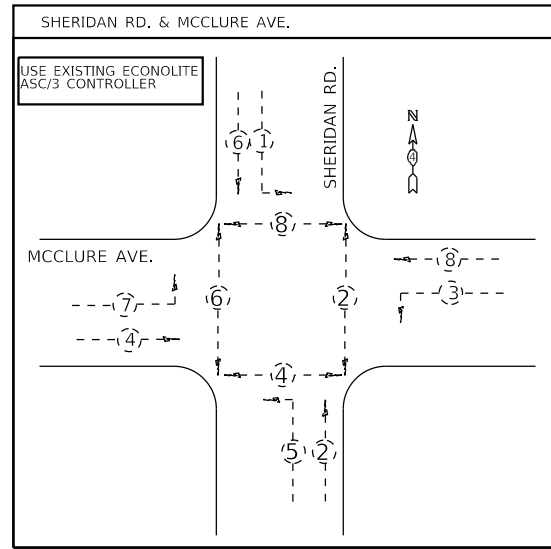 SHERIDAN RD. & MCCLURE AVE.
USE EXISTING ECONOLITE
ASC/3 CONTROLLER
SHERIDAN RD.
N
4
6
1
8
MCCLURE AVE.
8
7
6
2
3
4
4
5
2